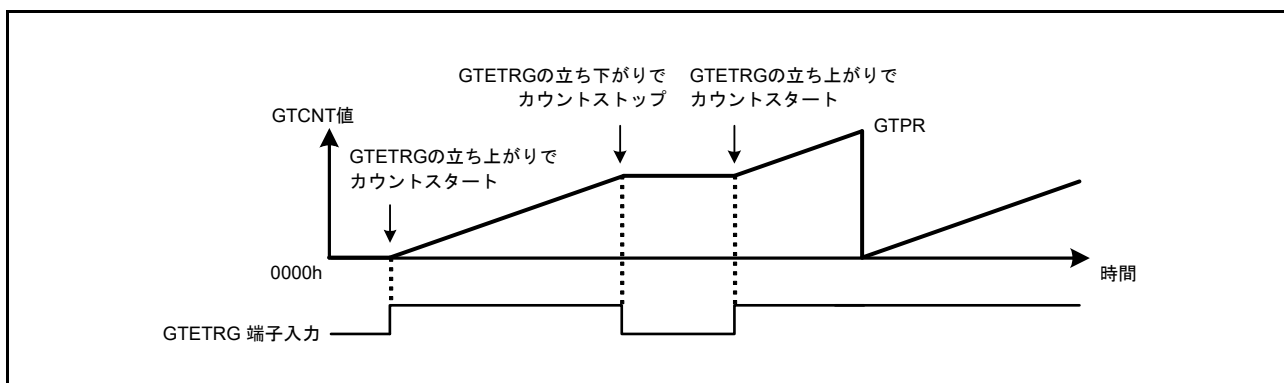 GTETRGの立ち下がりで
カウントストップ
GTETRGの立ち上がりで
カウントスタート
GTCNT値
GTPR
GTETRGの立ち上がりで
カウントスタート
0000h
時間
GTETRG 端子入力